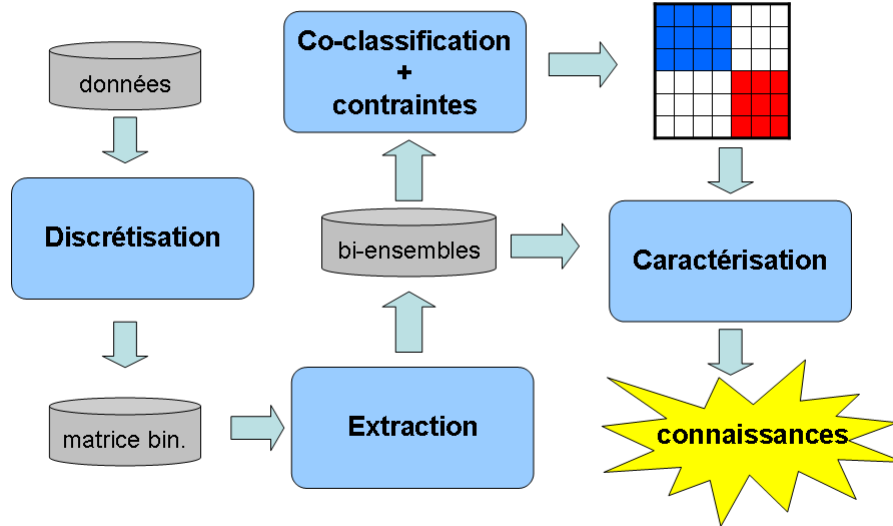 données
Discrétisation
matrice bin.
Extraction
bi-ensembles
Co-classification
+
contraintes
Caractérisation
connaissances